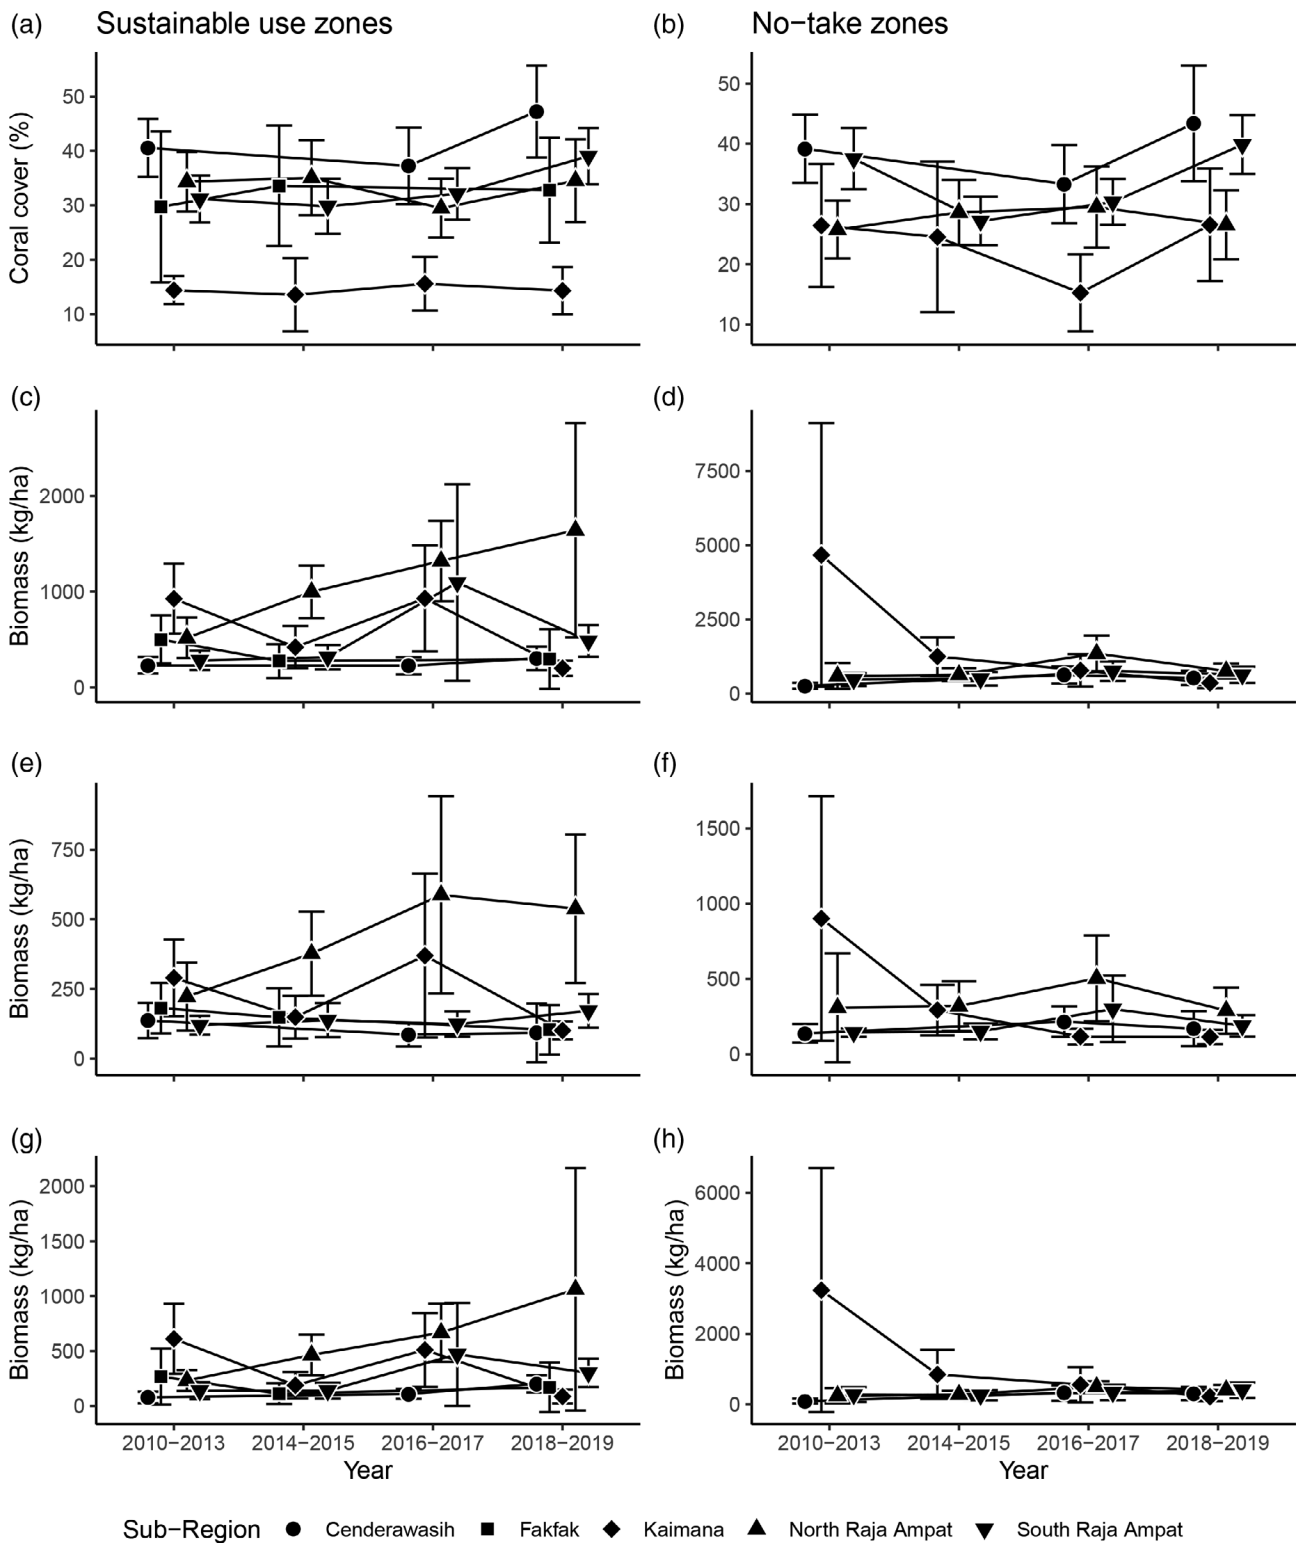 (a) Sustainable use zones
(b) No−take zones
Coral cover (%)
50
40
30
20
10
50
40
30
20
10
(c)
(d)
Biomass (kg/ha)
2000
1000
0
7500
5000
2500
0
(e)
(f)
Biomass (kg/ha)
750
500
250
0
1500
1000
500
0
(g)
(h)
Biomass (kg/ha)
2000
1500
1000
500
0
Biomass (kg/ha)
6000
4000
2000
0
2010−2013 2014−2015 2016−2017 2018−2019
2010−2013 2014−2015 2016−2017 2018−2019
Year
Year
Sub−Region Cenderawasih Fakfak Kaimana North Raja Ampat South Raja Ampat